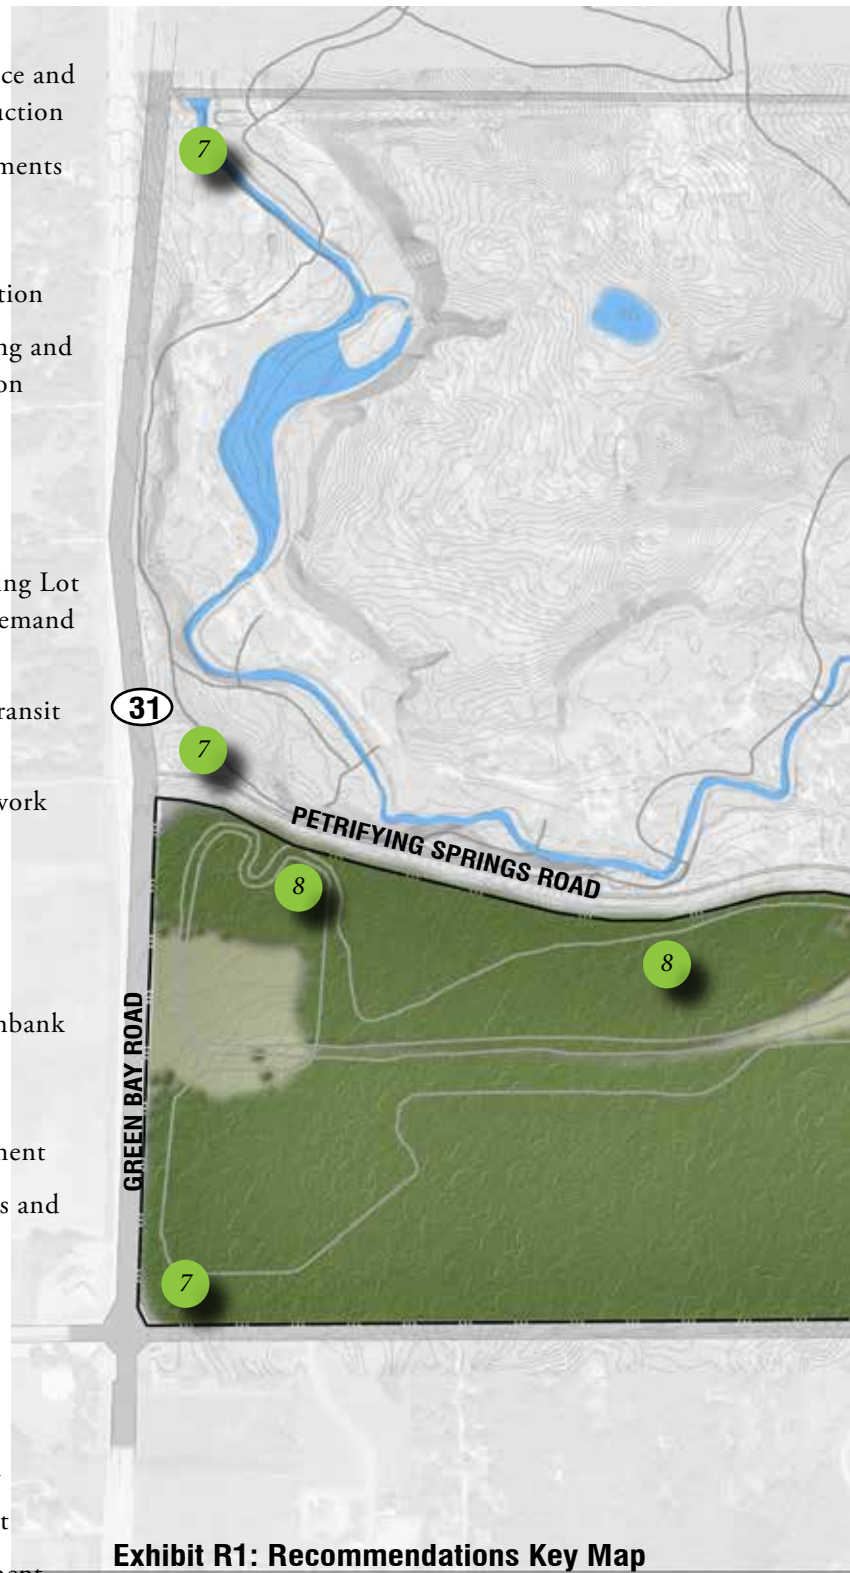 ce and
uction
ments
tion
ng and
on
ing Lot
emand
ransit
work
nbank
nent
s and
t
7
31
7
PETRIFYING SPRINGS ROAD
8
8
GREEN BAY ROAD
7
Exhibit R1: Recommendations Key Map